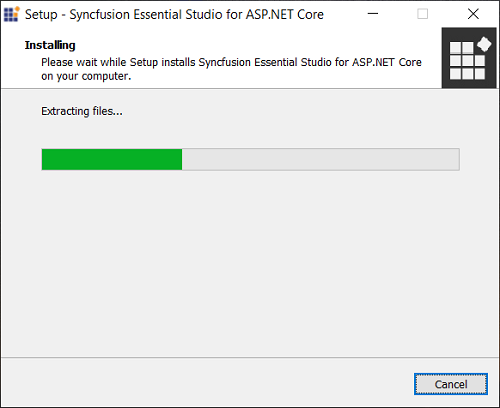 Setup - Syncfusion Essential Studio for ASP.NET Core
Installing
Please wait while Setup installs Syncfusion Essential Studio for ASP.NET Core
on your computer.
Extracting files...
Cancel